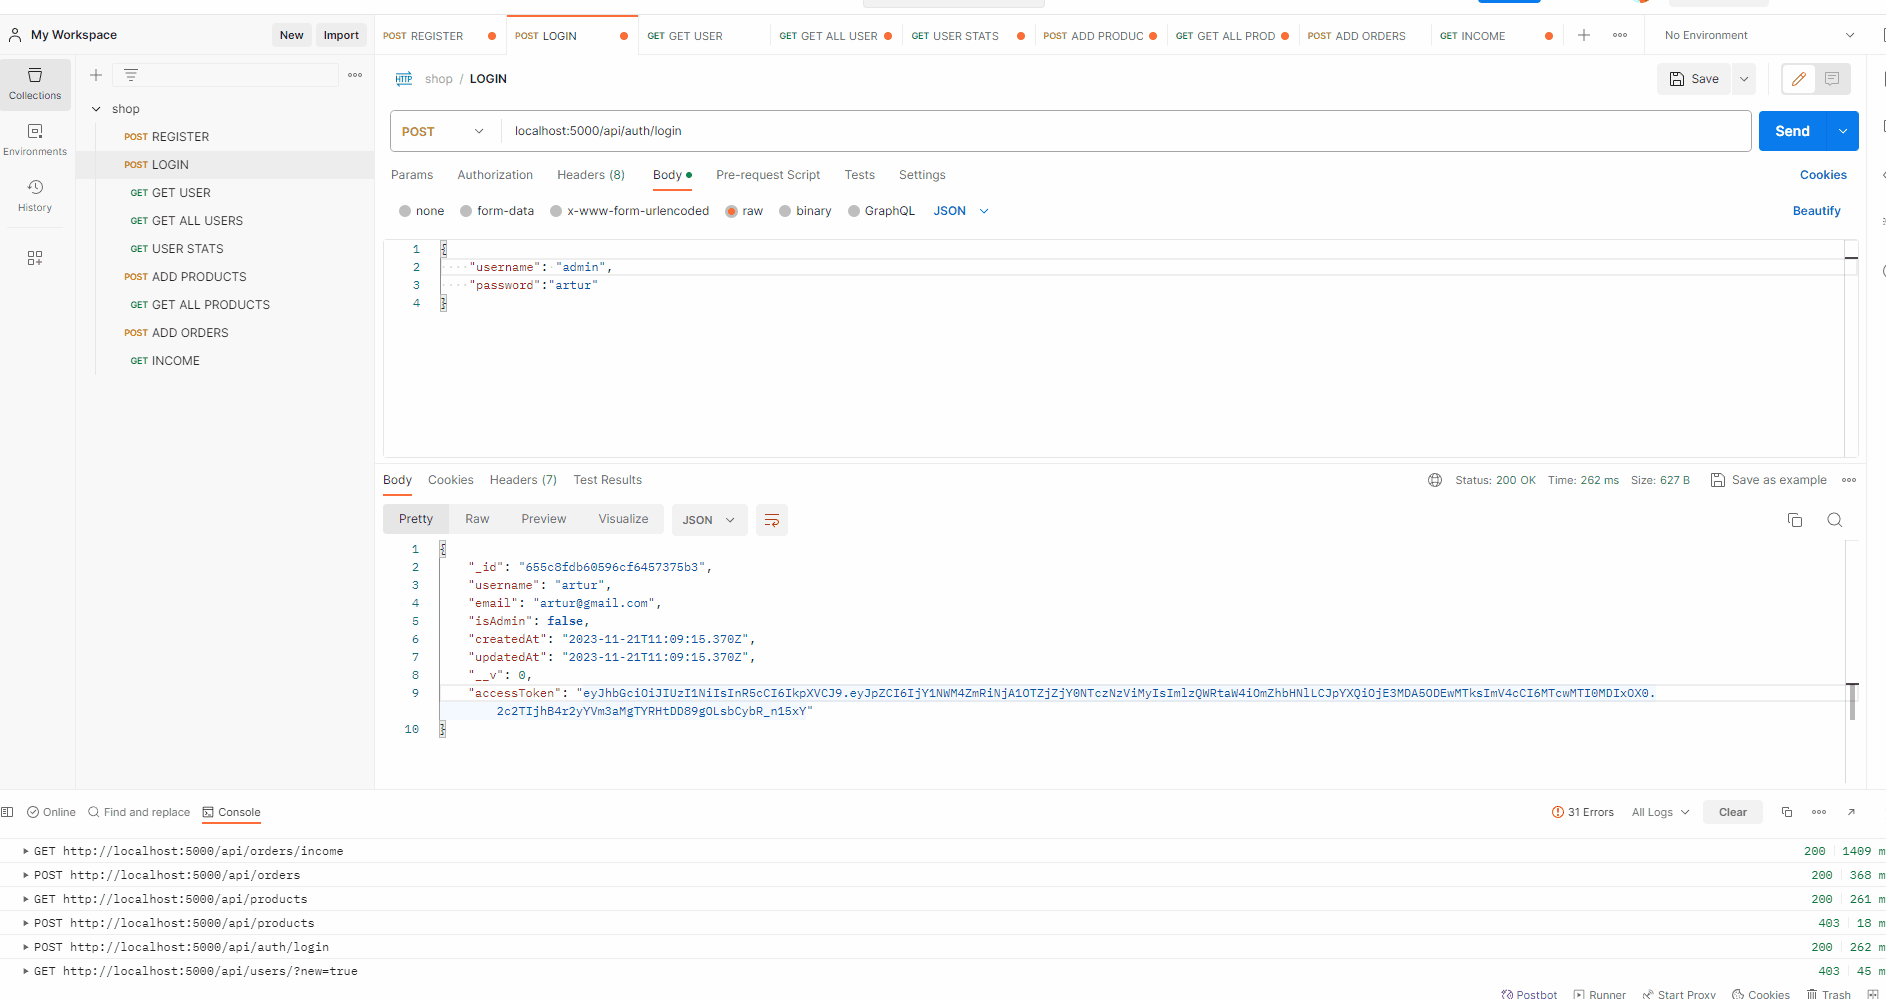 My Workspace
New
Import
POST REGISTER
POST LOGIN
GET GET USER
GET GET ALL USER
GET USER STATS
POST ADD PRODUC
GET GET ALL PROD
POST ADD ORDERS
GET INCOME
No Environment
Collections
Environments
History
shop
POST REGISTER
POST LOGIN
GET GET USER
GET GET ALL USERS
GET USER STATS
POST ADD PRODUCTS
GET GET ALL PRODUCTS
POST ADD ORDERS
GET INCOME
HTTP shop / LOGIN
Save
POST
localhost:5000/api/auth/login
Send
Params
Authorization
Headers (8)
Body
Pre-request Script
Tests
Settings
Cookies
none
form-data
x-www-form-urlencoded
raw
binary
GraphQL
JSON
Beautify
1 {
2 "username": "admin",
3 "password":"artur"
4 }
Body
Cookies
Headers (7)
Test Results
Status: 200 OK
Time: 262 ms
Size: 627 B
Save as example
Pretty
Raw
Preview
Visualize
JSON
1 {
2 "_id": "655c8fdb60596cf6457375b3",
3 "username": "artur",
4 "email": "artur@gmail.com",
5 "isAdmin": false,
6 "createdAt": "2023-11-21T11:09:15.370Z",
7 "updatedAt": "2023-11-21T11:09:15.370Z",
8 "__v": 0,
9 "accessToken": "eyJhbGciOiJIUzI1NiIsInR5cCI6IkpXVCJ9.eyJpZCI6IjY1NWM4ZmRiNjA1OTZjZjY0NTczNzViMyIsImlzQWRtaW4iOmZhbHNlLCJpYXQiOjE3MDA5ODEwMTksImV4cCI6MTcwMTI0MDIxOX0.
2c2TIjhB4r2yYVm3aMgTYRHtDD89gOLsbCybR_n15xY"
10 }
Online
Find and replace
Console
31 Errors
All Logs
Clear
GET http://localhost:5000/api/orders/income 200 1409 m
POST http://localhost:5000/api/orders 200 368 m
GET http://localhost:5000/api/products 200 261 m
POST http://localhost:5000/api/products 403 18 m
POST http://localhost:5000/api/auth/login 200 262 m
GET http://localhost:5000/api/users/?new=true 403 45 m
Postbot
Runner
Start Proxy
Cookies
Trash